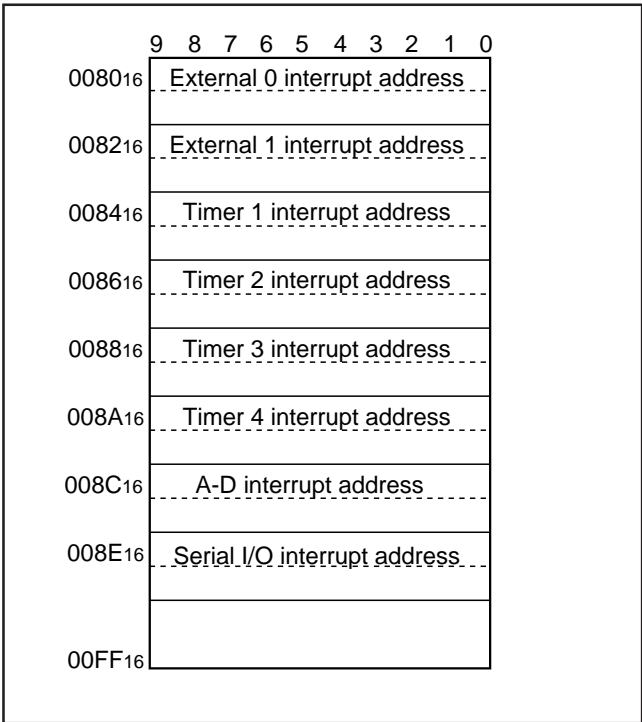 9 8 7 6 5 4 3 2 1 0
008016 External 0 interrupt address
008216 External 1 interrupt address
008416 Timer 1 interrupt address
008616 Timer 2 interrupt address
008816 Timer 3 interrupt address
008A16 Timer 4 interrupt address
008C16 A-D interrupt address
008E16 Serial I/O interrupt address
00FF16